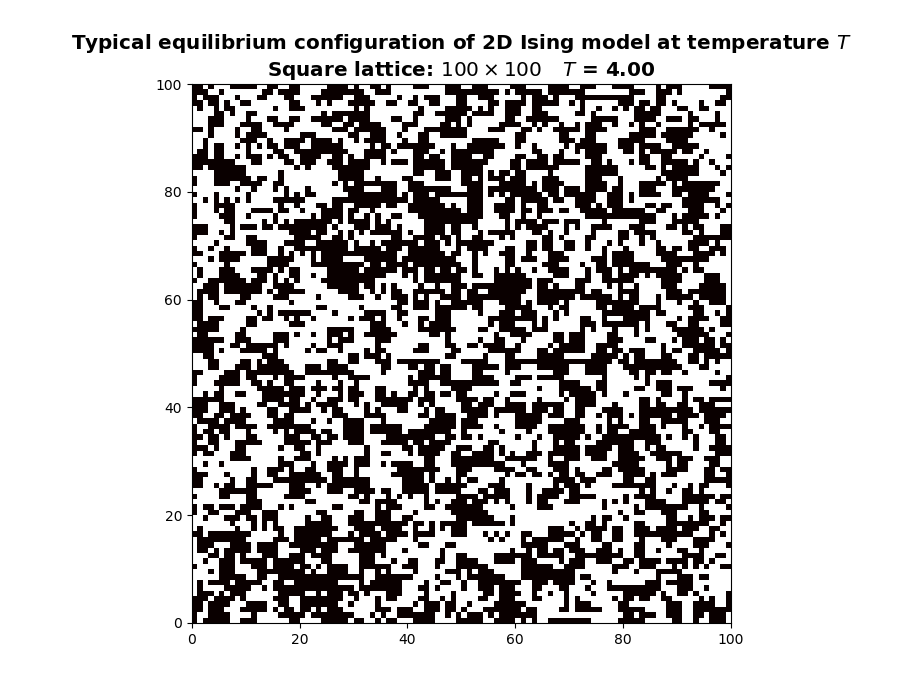 Typical equilibrium configuration of 2D Ising model at temperature T
Square lattice: 100 × 100 T = 4.00
100
80
60
40
20
0
0 20 40 60 80 100